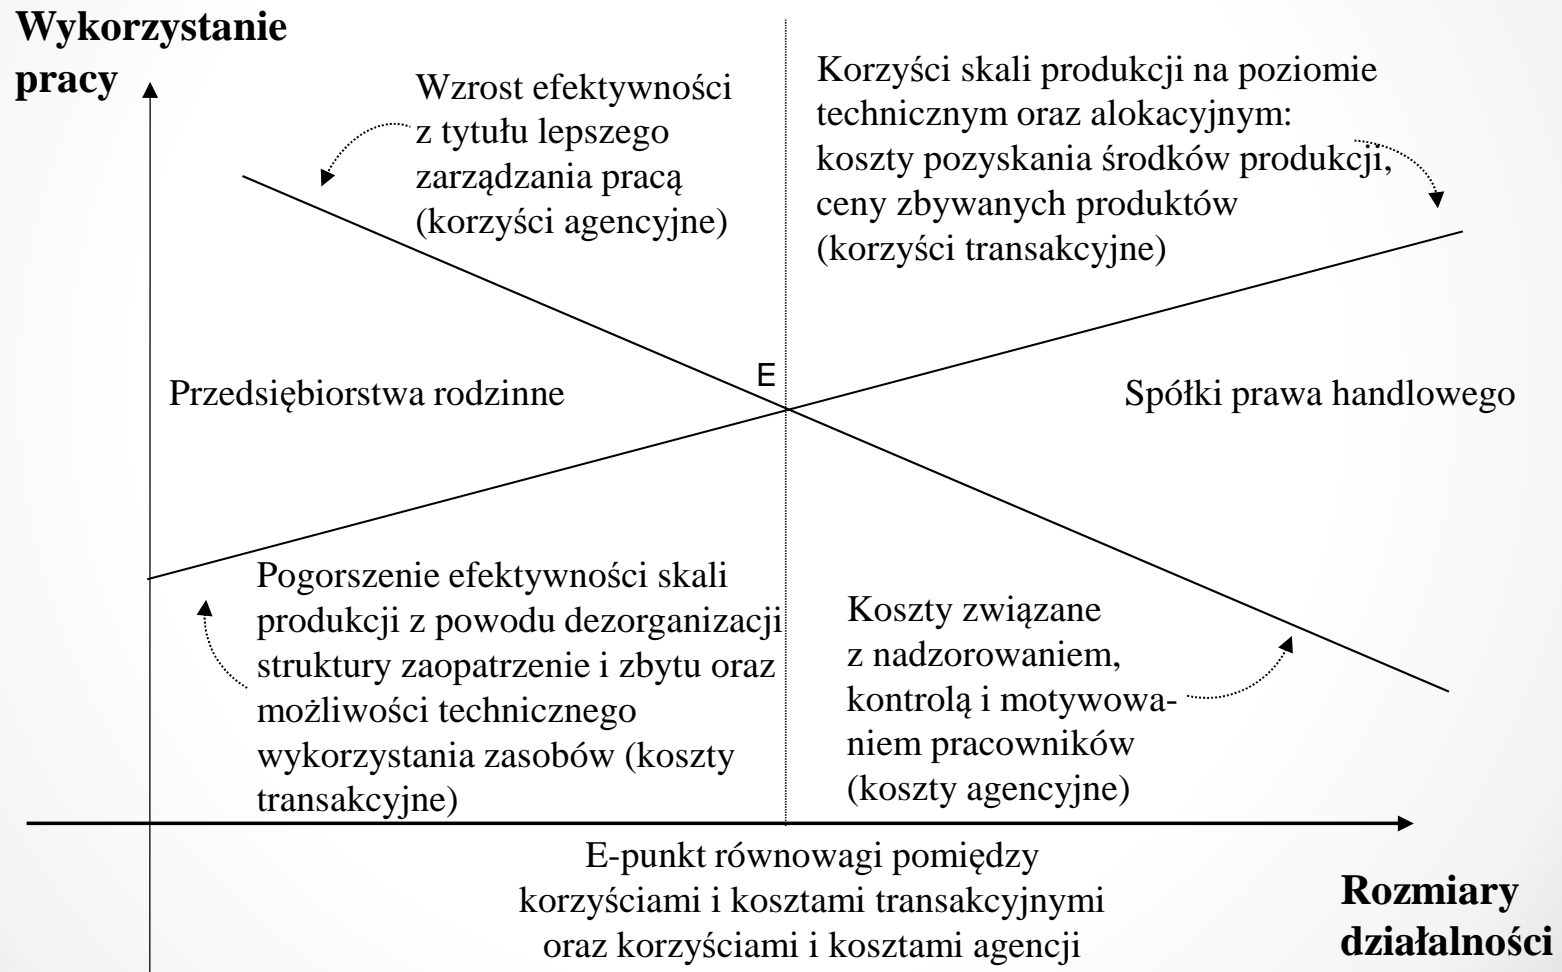 Wykorzystanie
pracy
Wzrost efektywności
z tytułu lepszego
zarządzania pracą
(korzyści agencyjne)
Korzyści skali produkcji na poziomie
technicznym oraz alokacyjnym:
koszty pozyskania środków produkcji,
ceny zbywanych produktów
(korzyści transakcyjne)
E
Przedsiębiorstwa rodzinne
Spółki prawa handlowego
Pogorszenie efektywności skali
produkcji z powodu dezorganizacji
struktury zaopatrzenie i zbytu oraz
możliwości technicznego
wykorzystania zasobów (koszty
transakcyjne)
Koszty związane
z nadzorowaniem,
kontrolą i motywowa-
niem pracowników
(koszty agencyjne)
E-punkt równowagi pomiędzy
korzyściami i kosztami transakcyjnymi
oraz korzyściami i kosztami agencji
Rozmiary
działalności